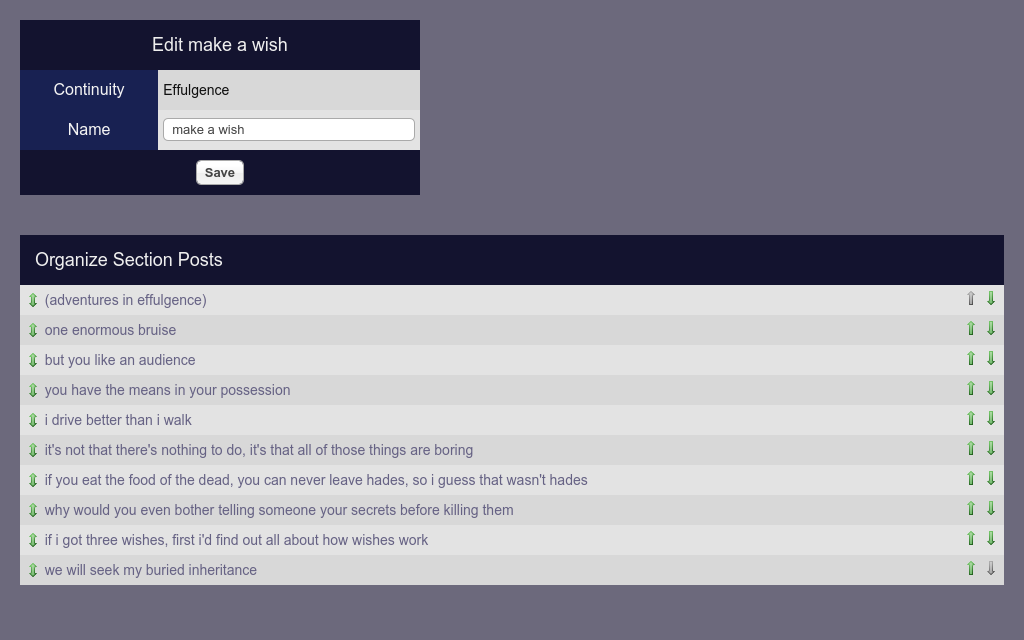 Edit make a wish
Continuity
Effulgence
Name
make a wish
Save
Organize Section Posts
(adventures in effulgence)
one enormous bruise
but you like an audience
you have the means in your possession
i drive better than i walk
it's not that there's nothing to do, it's that all of those things are boring
if you eat the food of the dead, you can never leave hades, so i guess that wasn't hades
why would you even bother telling someone your secrets before killing them
if i got three wishes, first i'd find out all about how wishes work
we will seek my buried inheritance